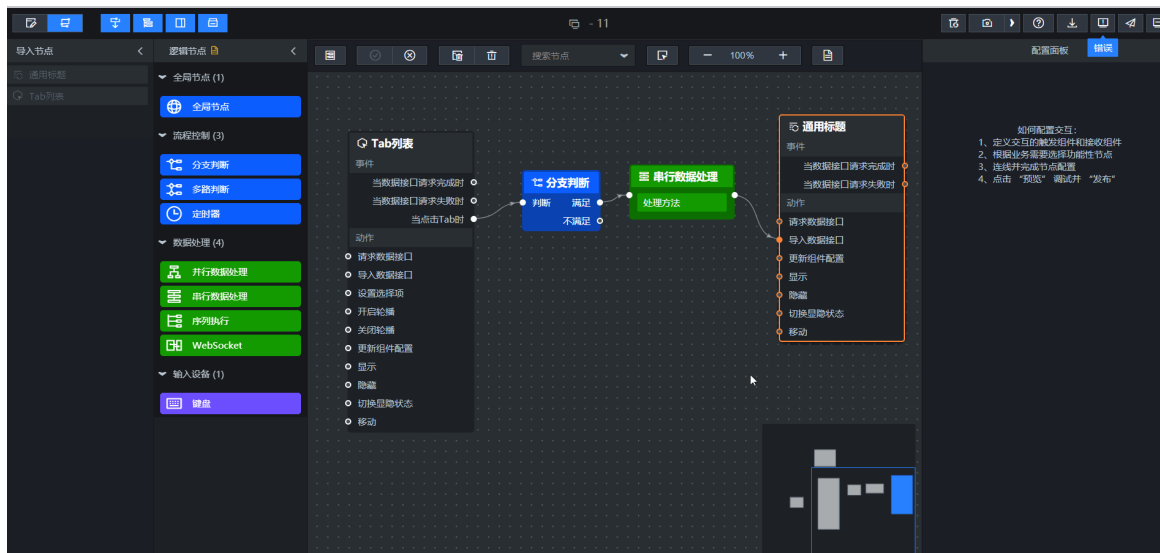 - 11
导入节点
通用标题
Tab列表
逻辑节点
全局节点 (1)
全局节点
流程控制 (3)
分支判断
多路判断
定时器
数据处理 (4)
并行数据处理
串行数据处理
序列执行
WebSocket
输入设备 (1)
键盘
搜索节点
100%
Tab列表
事件
当数据接口请求完成时
当数据接口请求失败时
当点击Tab时
动作
请求数据接口
导入数据接口
设置选择项
开启轮播
关闭轮播
更新组件配置
显示
隐藏
切换显隐状态
移动
分支判断
判断 满足
不满足
串行数据处理
处理方法
通用标题
事件
当数据接口请求完成时
当数据接口请求失败时
动作
请求数据接口
导入数据接口
更新组件配置
显示
隐藏
切换显隐状态
移动
配置面板
错误
如何配置交互：
1、定义交互的触发组件和接收组件
2、根据业务需要选择功能性节点
3、连线并完成节点配置
4、点击 “预览” 调试并 “发布”